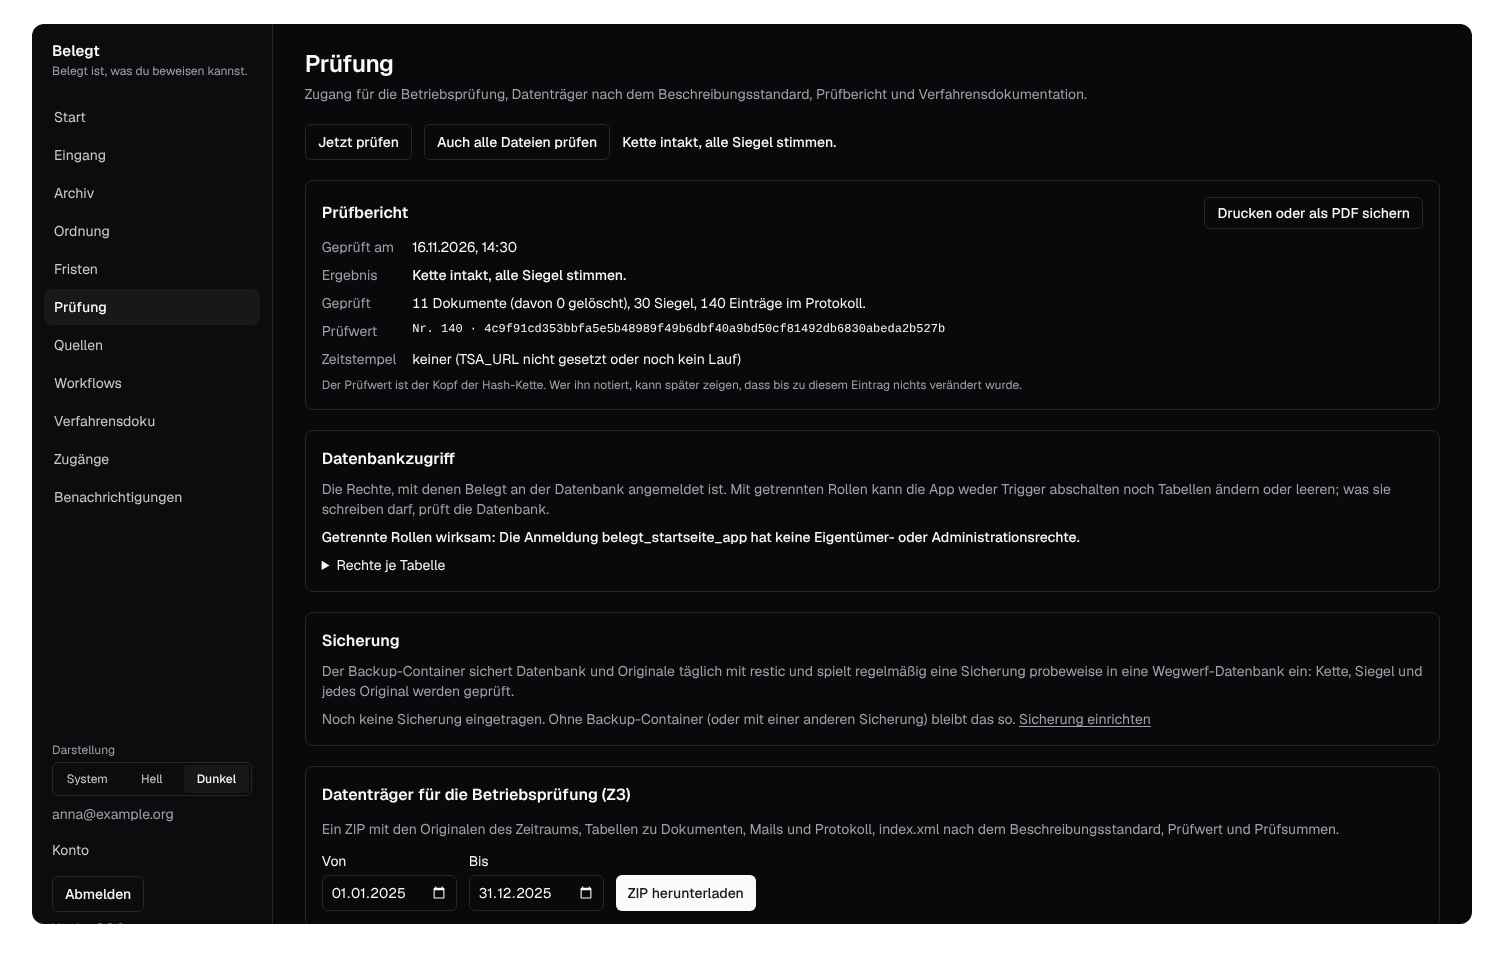 Belegt
Belegt ist, was du beweisen kannst.
Start
Eingang
Archiv
Ordnung
Fristen
Prüfung
Quellen
Workflows
Verfahrensdoku
Zugänge
Benachrichtigungen
Darstellung
System Hell Dunkel
anna@example.org
Konto
Abmelden
Prüfung
Zugang für die Betriebsprüfung, Datenträger nach dem Beschreibungsstandard, Prüfbericht und Verfahrensdokumentation.
Jetzt prüfen Auch alle Dateien prüfen Kette intakt, alle Siegel stimmen.
Prüfbericht Drucken oder als PDF sichern
Geprüft am 16.11.2026, 14:30
Ergebnis Kette intakt, alle Siegel stimmen.
Geprüft 11 Dokumente (davon 0 gelöscht), 30 Siegel, 140 Einträge im Protokoll.
Prüfwert Nr. 140 · 4c9f91cd353bbfa5e5b48989f49b6dbf40a9bd50cf81492db6830abeda2b527b
Zeitstempel keiner (TSA_URL nicht gesetzt oder noch kein Lauf)
Der Prüfwert ist der Kopf der Hash-Kette. Wer ihn notiert, kann später zeigen, dass bis zu diesem Eintrag nichts verändert wurde.
Datenbankzugriff
Die Rechte, mit denen Belegt an der Datenbank angemeldet ist. Mit getrennten Rollen kann die App weder Trigger abschalten noch Tabellen ändern oder leeren; was sie
schreiben darf, prüft die Datenbank.
Getrennte Rollen wirksam: Die Anmeldung belegt_startseite_app hat keine Eigentümer- oder Administrationsrechte.
Rechte je Tabelle
Sicherung
Der Backup-Container sichert Datenbank und Originale täglich mit restic und spielt regelmäßig eine Sicherung probeweise in eine Wegwerf-Datenbank ein: Kette, Siegel und
jedes Original werden geprüft.
Noch keine Sicherung eingetragen. Ohne Backup-Container (oder mit einer anderen Sicherung) bleibt das so. Sicherung einrichten
Datenträger für die Betriebsprüfung (Z3)
Ein ZIP mit den Originalen des Zeitraums, Tabellen zu Dokumenten, Mails und Protokoll, index.xml nach dem Beschreibungsstandard, Prüfwert und Prüfsummen.
Von Bis
01.01.2025 31.12.2025 ZIP herunterladen